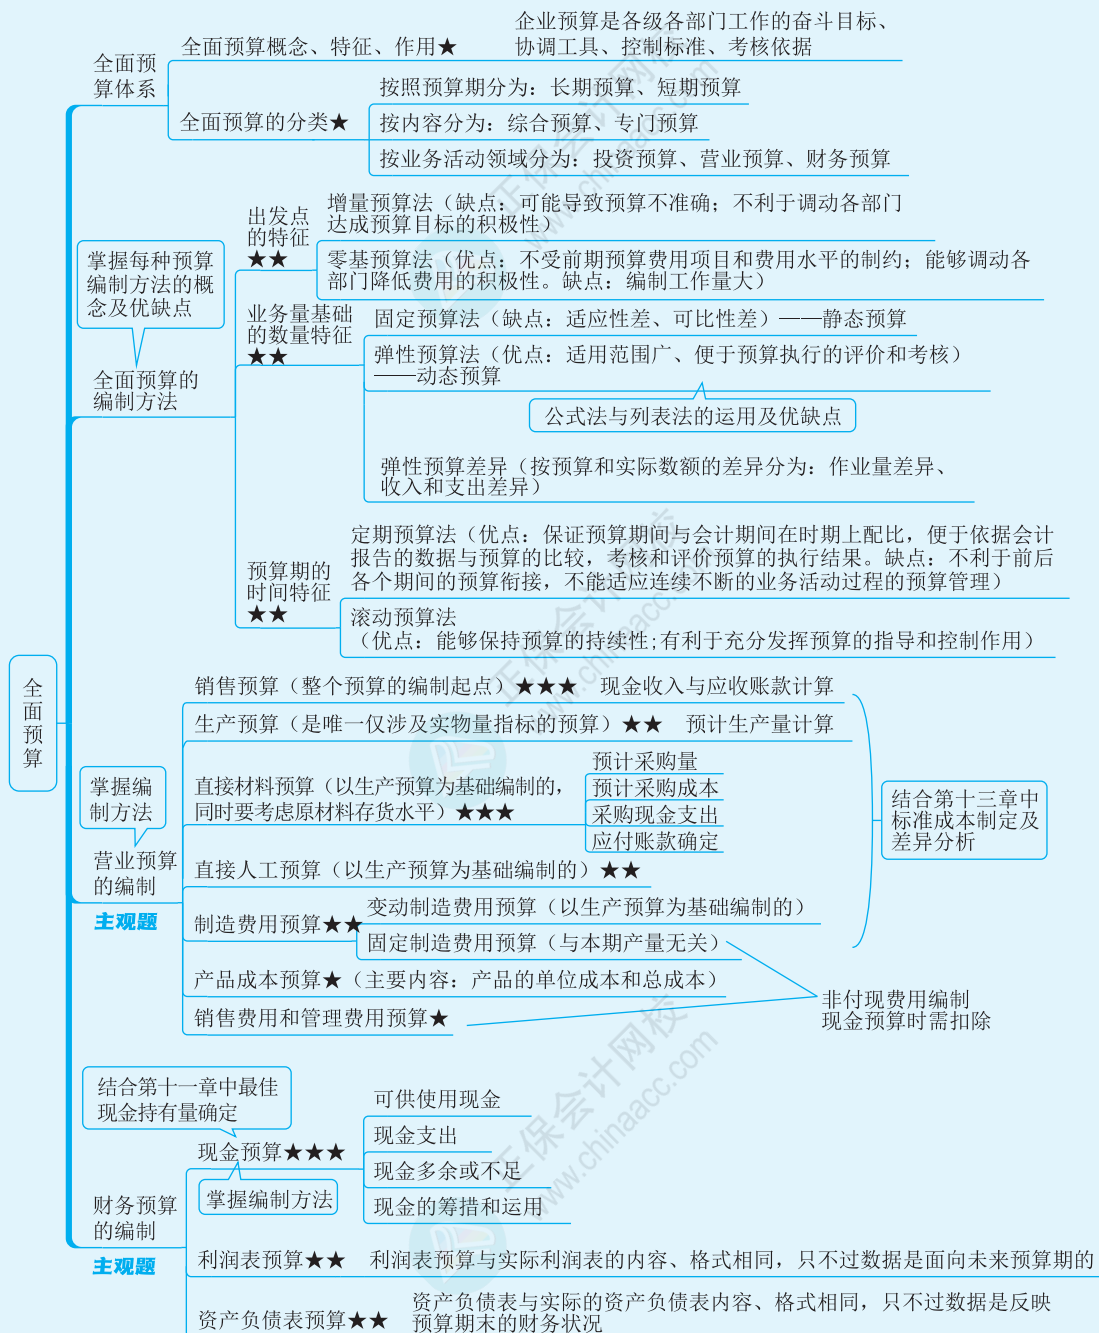 全面预算
全面预
算体系
全面预算概念、特征、作用★
企业预算是各级各部门工作的奋斗目标、
协调工具、控制标准、考核依据
全面预算的分类★
按照预算期分为：长期预算、短期预算
按内容分为：综合预算、专门预算
按业务活动领域分为：投资预算、营业预算、财务预算
掌握每种预算
编制方法的概
念及优缺点
全面预算的
编制方法
出发点
的特征
★★
增量预算法（缺点：可能导致预算不准确；不利于调动各部门
达成预算目标的积极性）
零基预算法（优点：不受前期预算费用项目和费用水平的制约；能够调动各
部门降低费用的积极性。缺点：编制工作量大）
业务量基础
的数量特征
★★
固定预算法（缺点：适应性差、可比性差）——静态预算
弹性预算法（优点：适用范围广、便于预算执行的评价和考核）
——动态预算
公式法与列表法的运用及优缺点
弹性预算差异（按预算和实际数额的差异分为：作业量差异、
收入和支出差异）
预算期的
时间特征
★★
定期预算法（优点：保证预算期间与会计期间在时期上配比，便于依据会计
报告的数据与预算的比较，考核和评价预算的执行结果。缺点：不利于前后
各个期间的预算衔接，不能适应连续不断的业务活动过程的预算管理）
滚动预算法
（优点：能够保持预算的持续性;有利于充分发挥预算的指导和控制作用）
掌握编
制方法
营业预算
的编制
主观题
销售预算（整个预算的编制起点）★★★ 现金收入与应收账款计算
生产预算（是唯一仅涉及实物量指标的预算）★★ 预计生产量计算
直接材料预算（以生产预算为基础编制的，
同时要考虑原材料存货水平）★★★
预计采购量
预计采购成本
采购现金支出
应付账款确定
直接人工预算（以生产预算为基础编制的）★★
制造费用预算★★
变动制造费用预算（以生产预算为基础编制的）
固定制造费用预算（与本期产量无关）
产品成本预算★（主要内容：产品的单位成本和总成本）
销售费用和管理费用预算★
结合第十三章中
标准成本制定及
差异分析
非付现费用编制
现金预算时需扣除
结合第十一章中最佳
现金持有量确定
财务预算
的编制
主观题
现金预算★★★
掌握编制方法
可供使用现金
现金支出
现金多余或不足
现金的筹措和运用
利润表预算★★ 利润表预算与实际利润表的内容、格式相同，只不过数据是面向未来预算期的
资产负债表预算★★
资产负债表与实际的资产负债表内容、格式相同，只不过数据是反映
预算期末的财务状况
正保会计网校
www.chinaacc.com
正保会计网校
www.chinaacc.com
正保会计网校
www.chinaacc.com